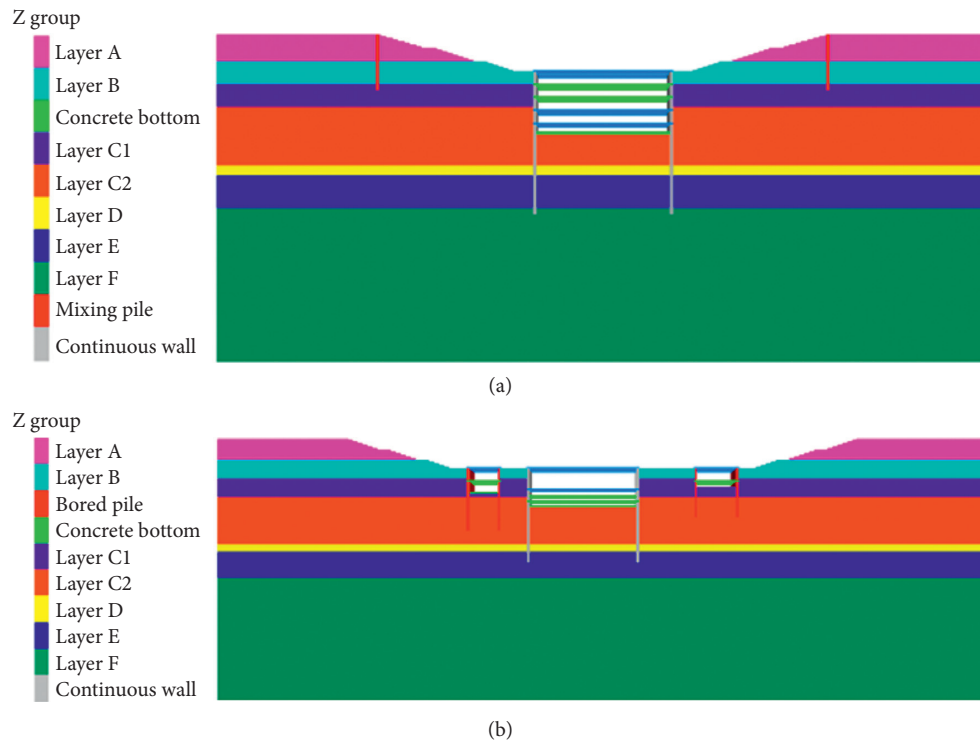 Z group
Layer A
Layer B
Concrete bottom
Layer C1
Layer C2
Layer D
Layer E
Layer F
Mixing pile
Continuous wall
(a)
Z group
Layer A
Layer B
Bored pile
Concrete bottom
Layer C1
Layer C2
Layer D
Layer E
Layer F
Continuous wall
(b)